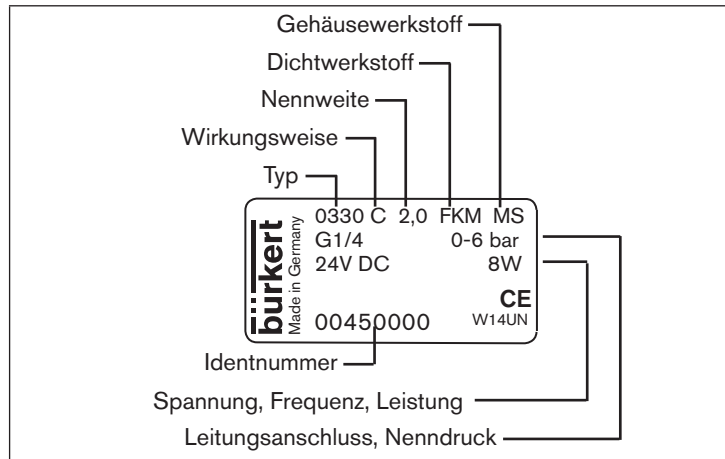 Gehäusewerkstoff
Dichtwerkstoff
Nennweite
Wirkungsweise
Typ
bürkert
Made in Germany
0330 C 2,0 FKM MS
G1/4 0-6 bar
24V DC 8W
CE
00450000 W14UN
Identnummer
Spannung, Frequenz, Leistung
Leitungsanschluss, Nenndruck